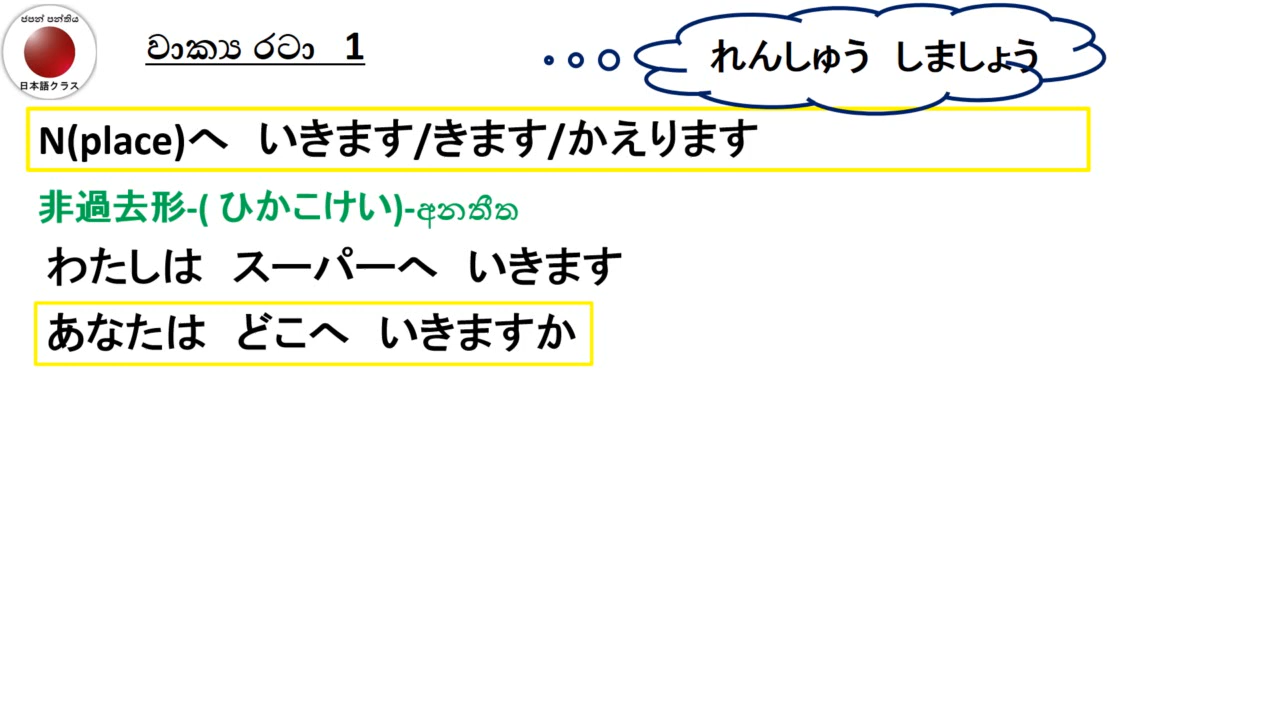 ජපන් පන්තිය
日本語クラス
වාක්‍ය රටා 1
れんしゅう しましょう
N(place)へ いきます/きます/かえります
非過去形-( ひかこけい)-අනතීත
わたしは スーパーへ いきます
あなたは どこへ いきますか